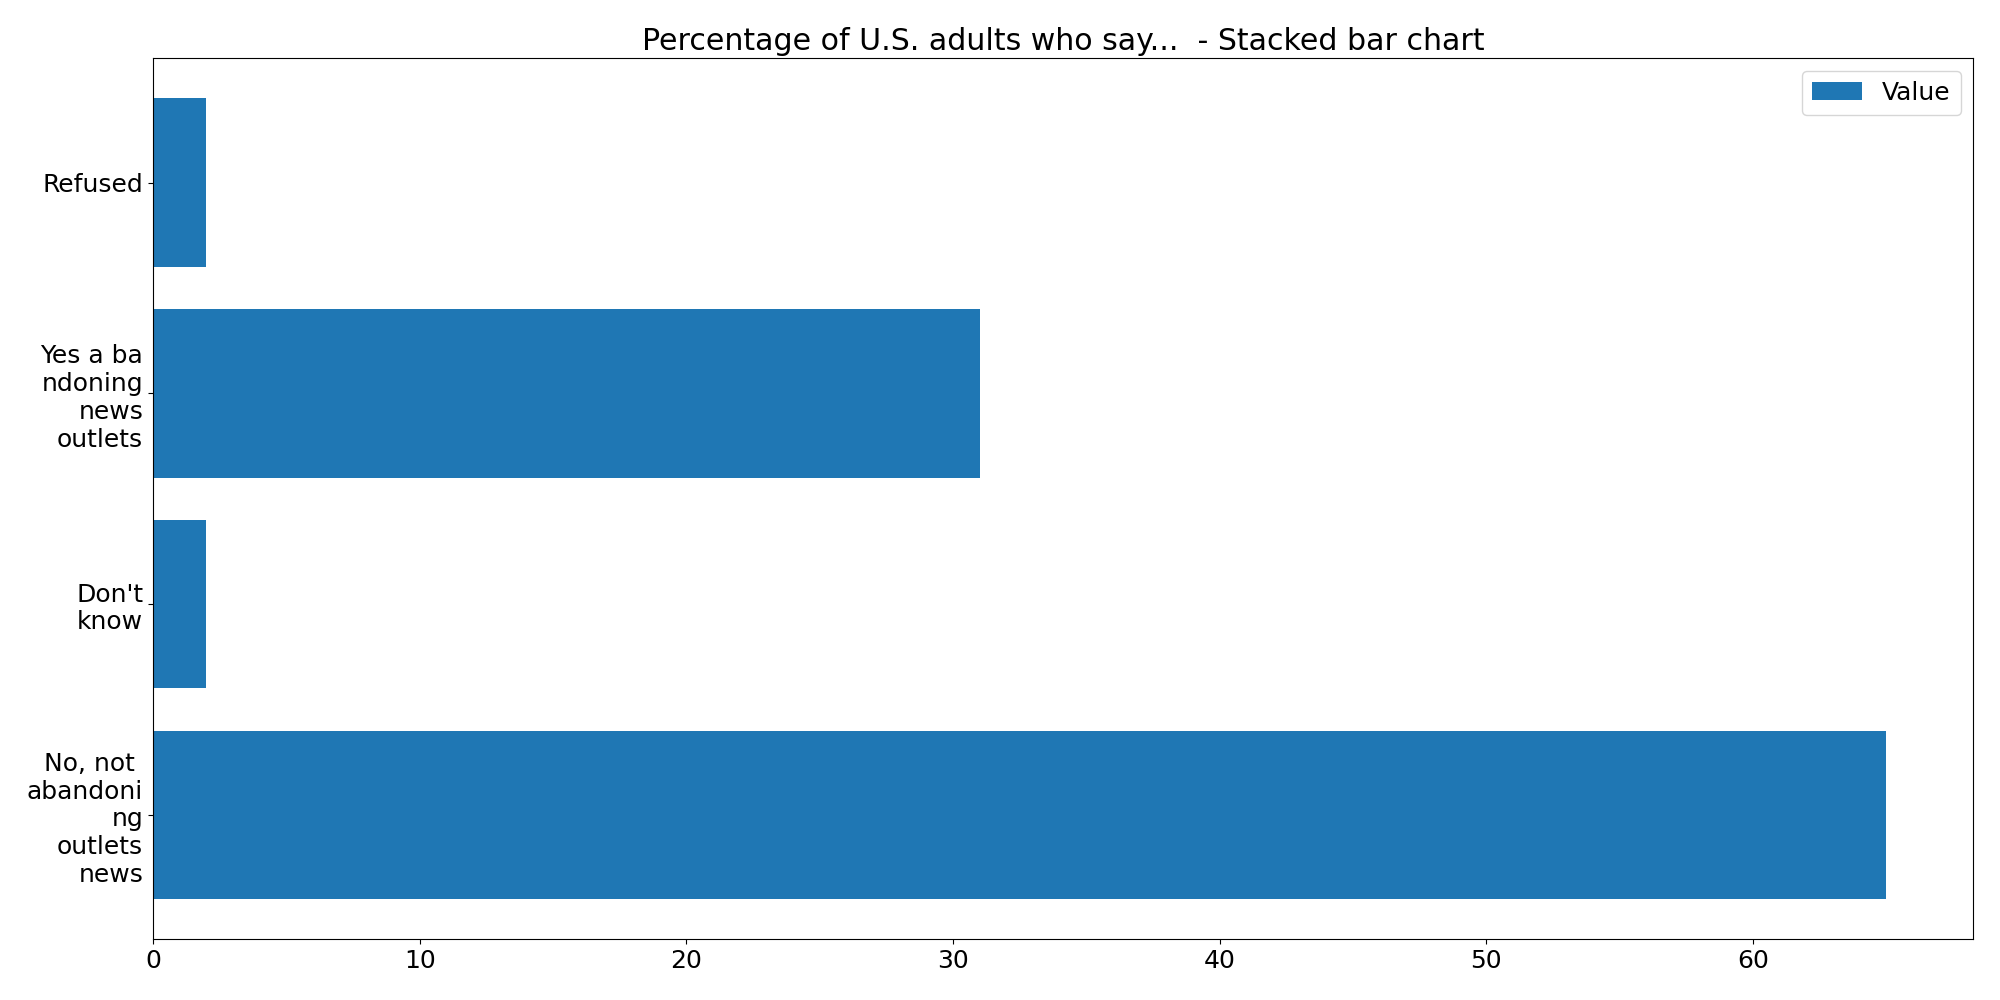 Percentage of U.S. adults who say...  - Stacked bar chart
Value
Refused
Yes a ba
ndoning
news
outlets
Don't
know
No, not
abandoni
ng
outlets
news
0 10 20 30 40 50 60